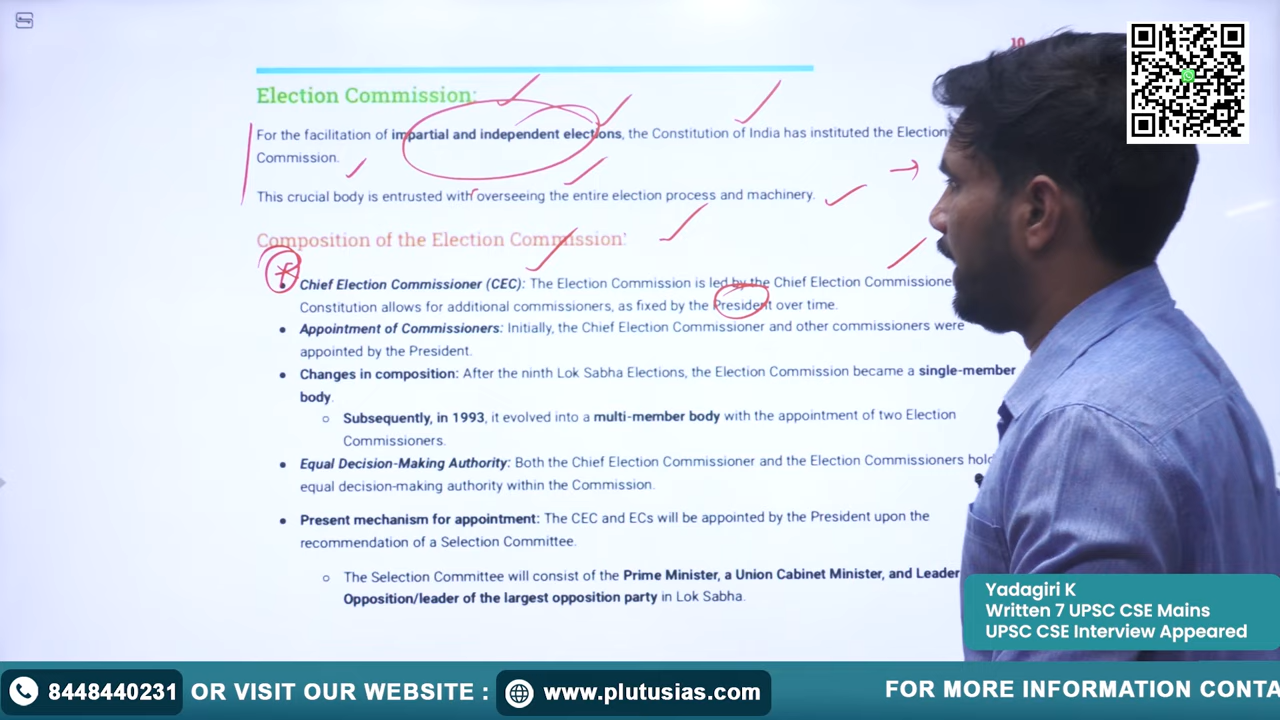 10
Election Commission:
For the facilitation of impartial and independent elections, the Constitution of India has instituted the Election
Commission.
This crucial body is entrusted with overseeing the entire election process and machinery.
Composition of the Election Commission:
• Chief Election Commissioner (CEC): The Election Commission is led by the Chief Election Commissione
Constitution allows for additional commissioners, as fixed by the President over time.
• Appointment of Commissioners: Initially, the Chief Election Commissioner and other commissioners were
appointed by the President.
• Changes in composition: After the ninth Lok Sabha Elections, the Election Commission became a single-member
body.
o Subsequently, in 1993, it evolved into a multi-member body with the appointment of two Election
Commissioners.
• Equal Decision-Making Authority: Both the Chief Election Commissioner and the Election Commissioners hold
equal decision-making authority within the Commission.
• Present mechanism for appointment: The CEC and ECs will be appointed by the President upon the
recommendation of a Selection Committee.
o The Selection Committee will consist of the Prime Minister, a Union Cabinet Minister, and Leader
Opposition/leader of the largest opposition party in Lok Sabha.
Yadagiri K
Written 7 UPSC CSE Mains
UPSC CSE Interview Appeared
8448440231 OR VISIT OUR WEBSITE : www.plutusias.com FOR MORE INFORMATION CONTA